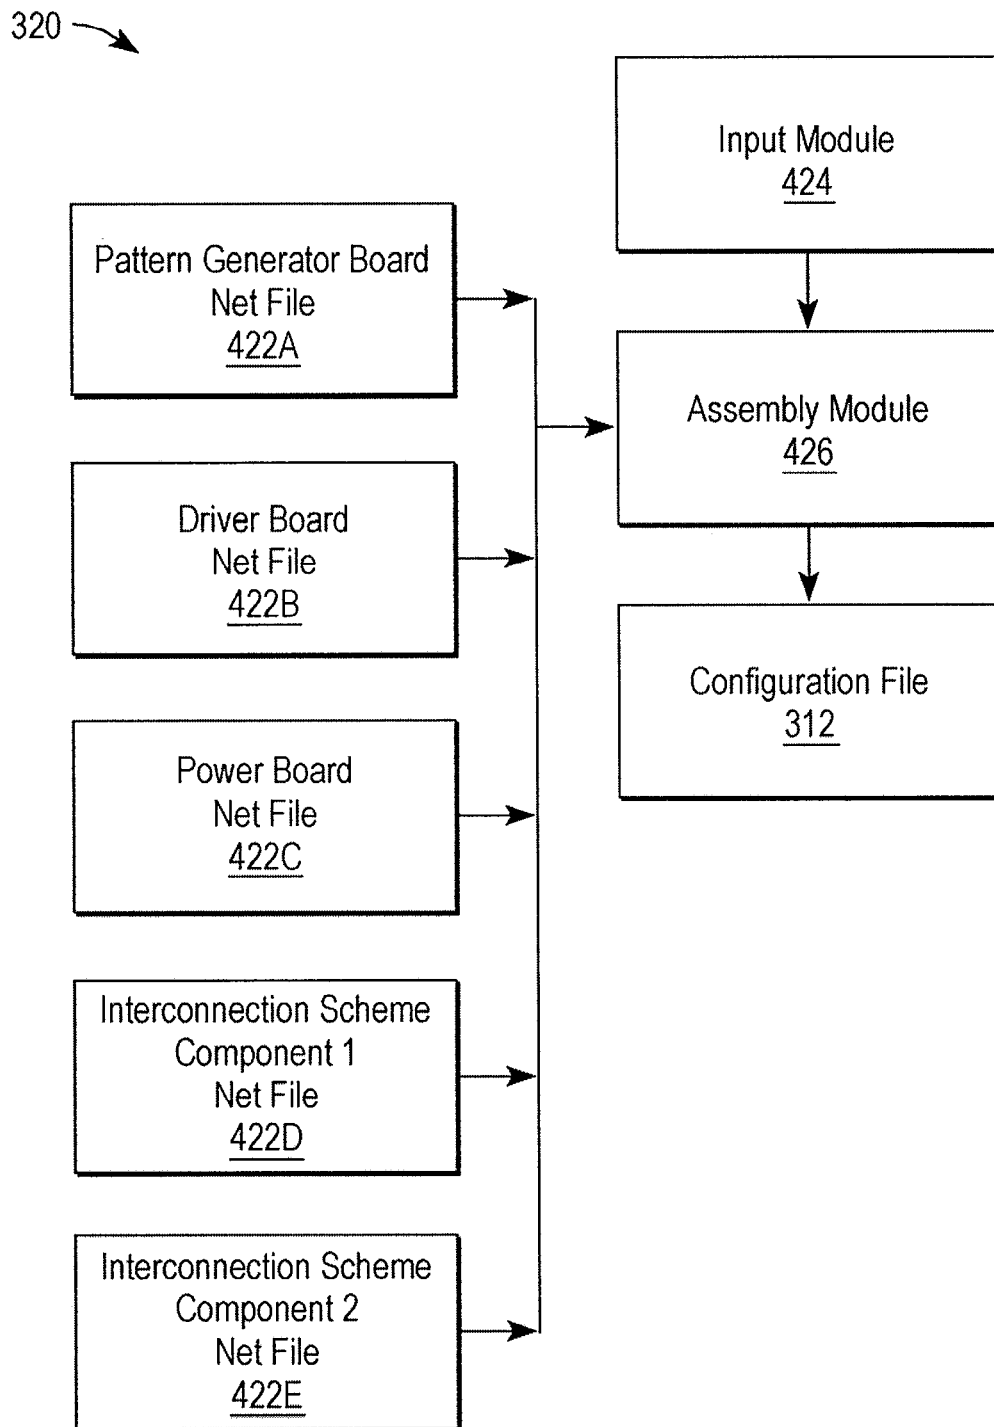 320
Input Module
424
Pattern Generator Board
Net File
422A
Assembly Module
426
Driver Board
Net File
422B
Configuration File
312
Power Board
Net File
422C
Interconnection Scheme
Component 1
Net File
422D
Interconnection Scheme
Component 2
Net File
422E